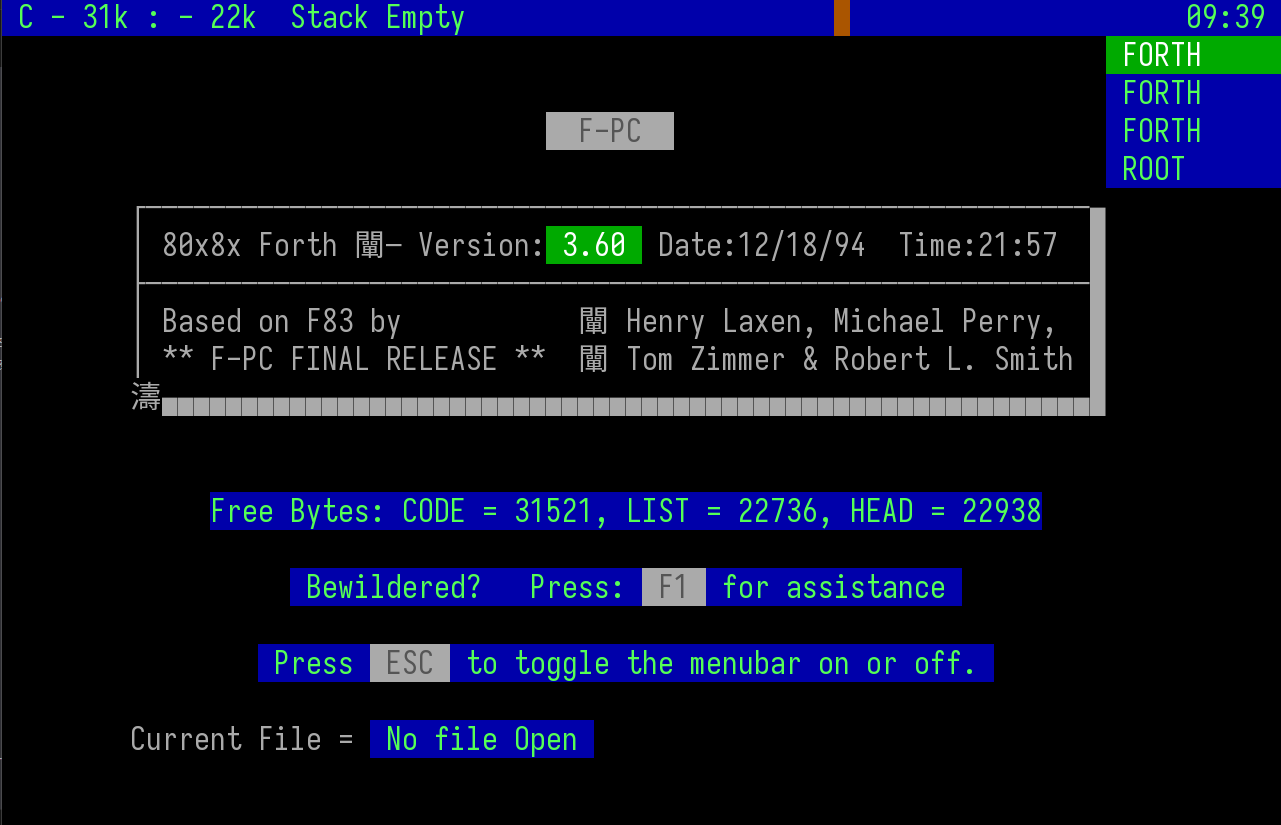 C - 31k : - 22k  Stack Empty 09:39
FORTH
FORTH
FORTH
ROOT
F-PC
80x8x Forth 闈─ Version: 3.60 Date:12/18/94  Time:21:57
Based on F83 by 闈 Henry Laxen, Michael Perry,
** F-PC FINAL RELEASE ** 闈 Tom Zimmer & Robert L. Smith
濤
Free Bytes: CODE = 31521, LIST = 22736, HEAD = 22938
Bewildered?   Press: F1 for assistance
Press ESC to toggle the menubar on or off.
Current File = No file Open